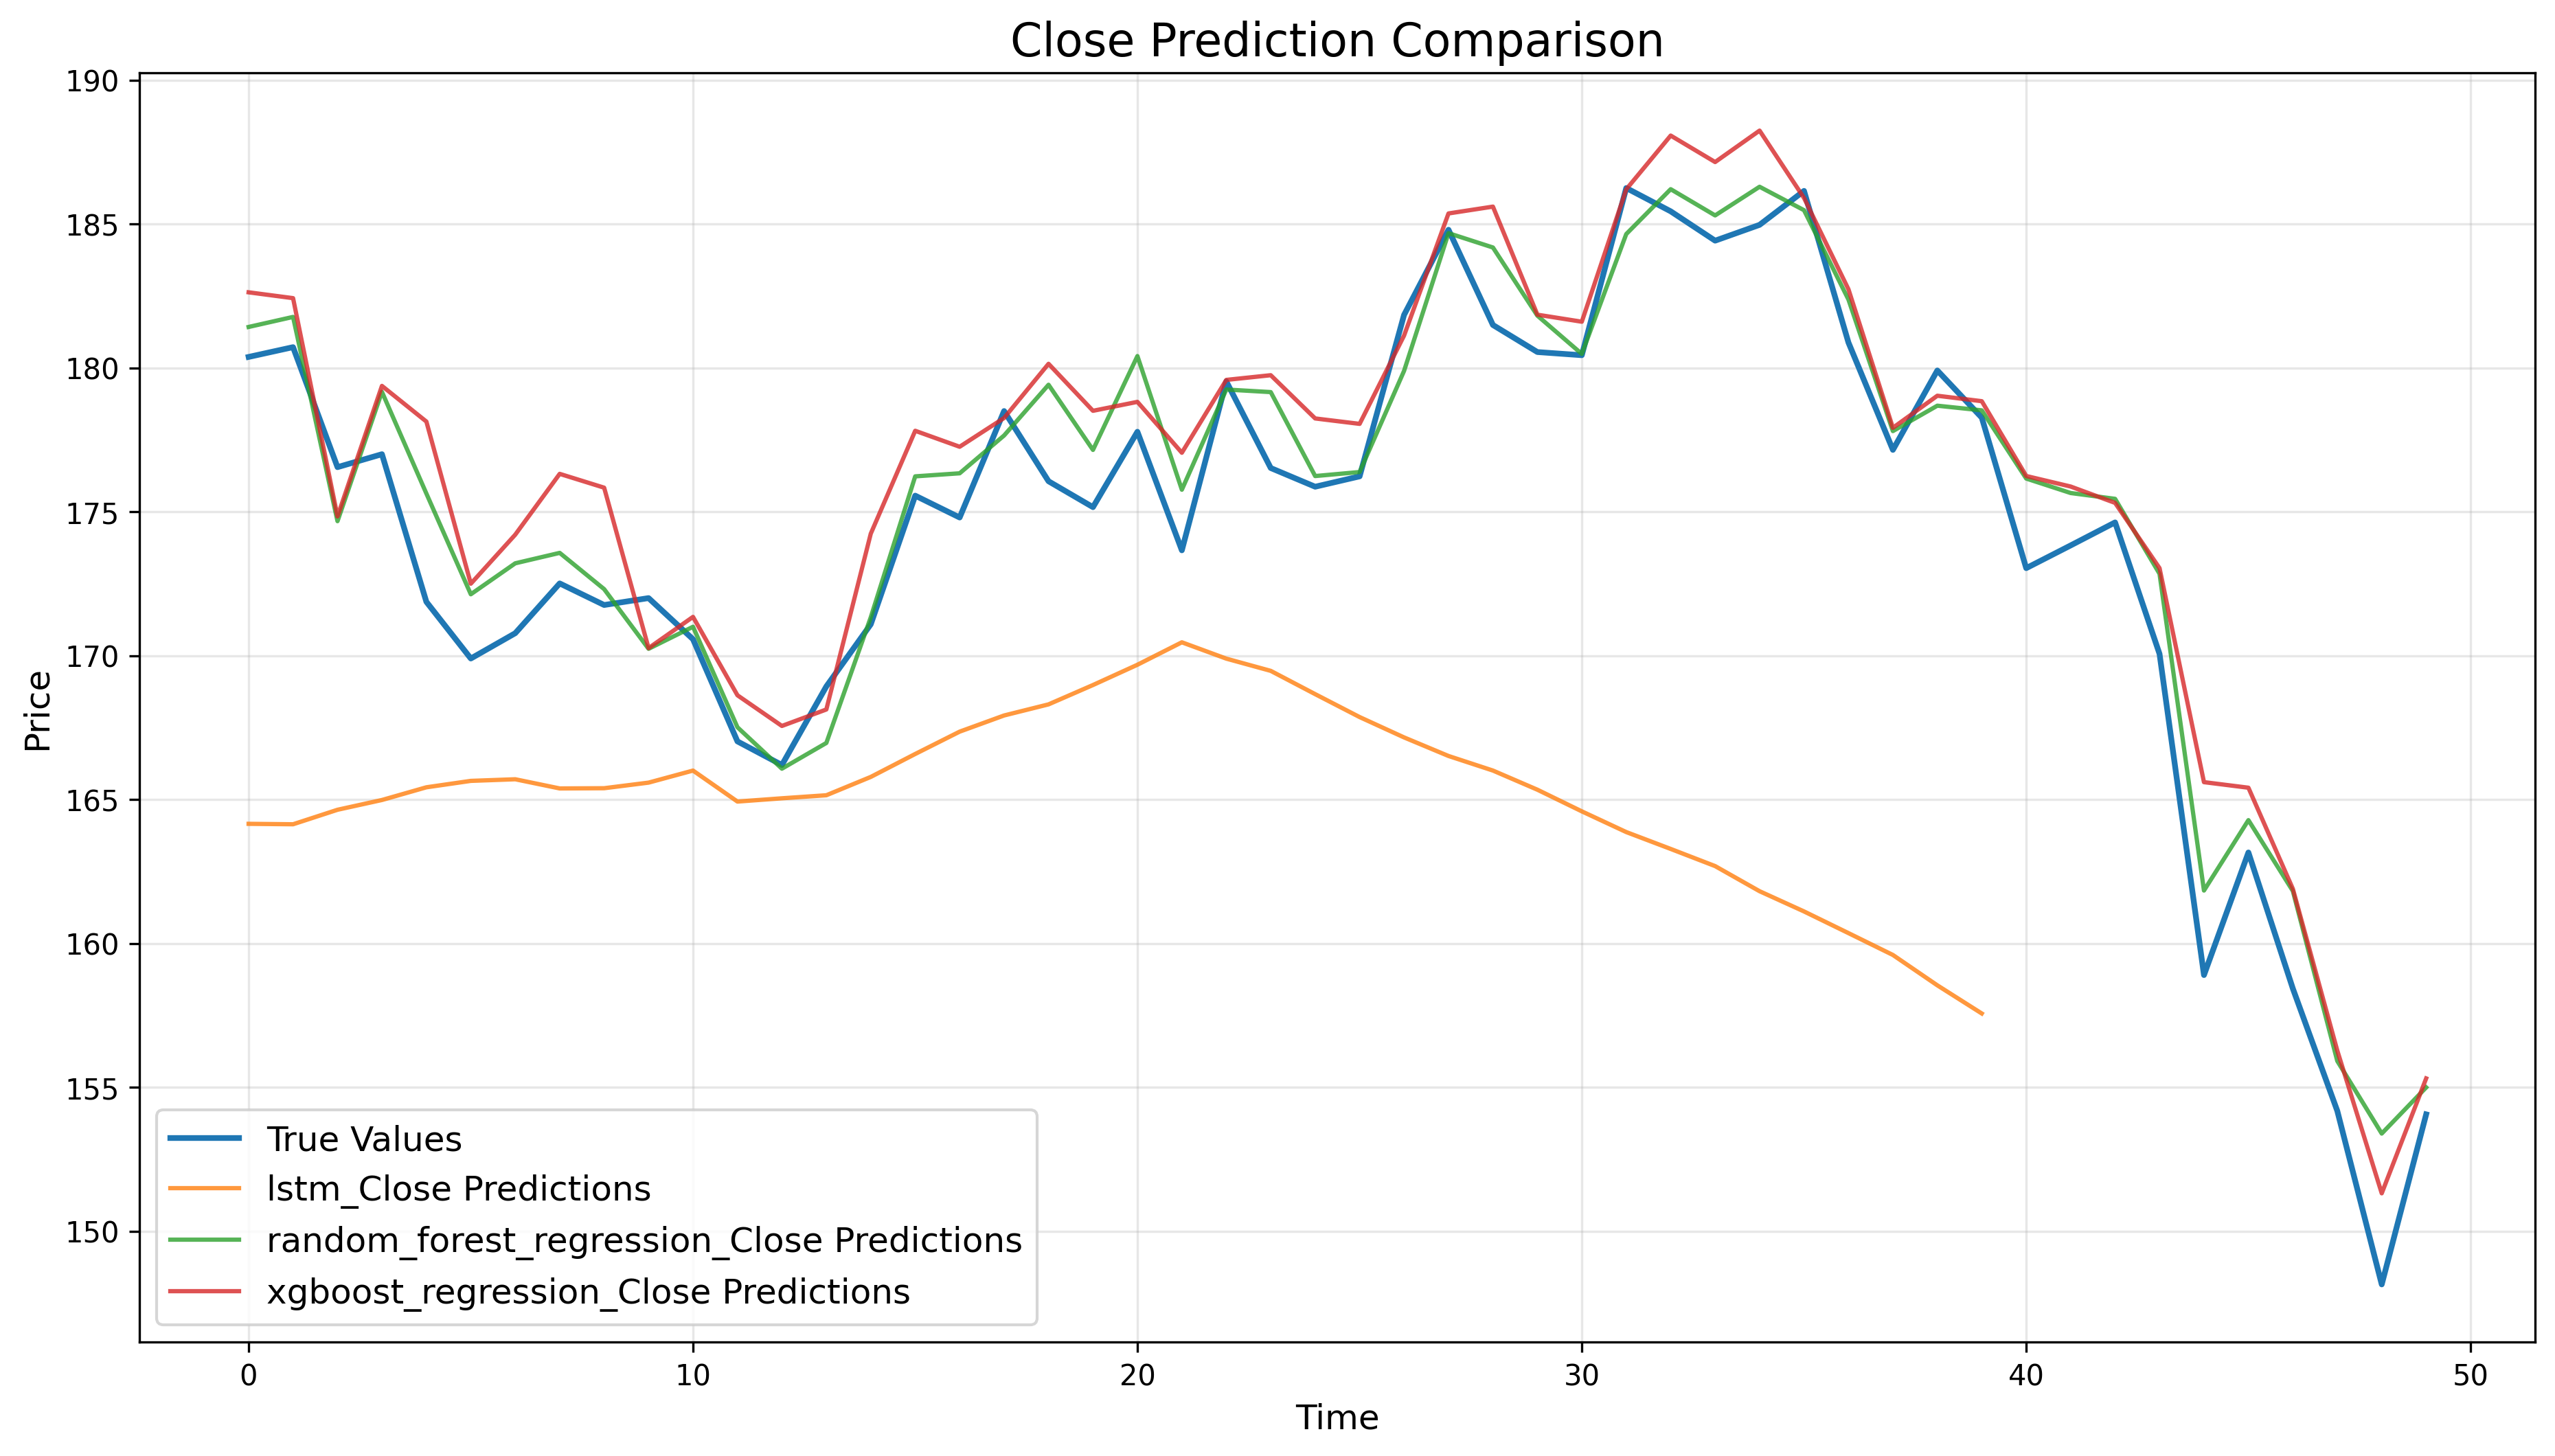 Close Prediction Comparison
Price
190
185
180
175
170
165
160
155
150
True Values
lstm_Close Predictions
random_forest_regression_Close Predictions
xgboost_regression_Close Predictions
0 10 20 30 40 50
Time